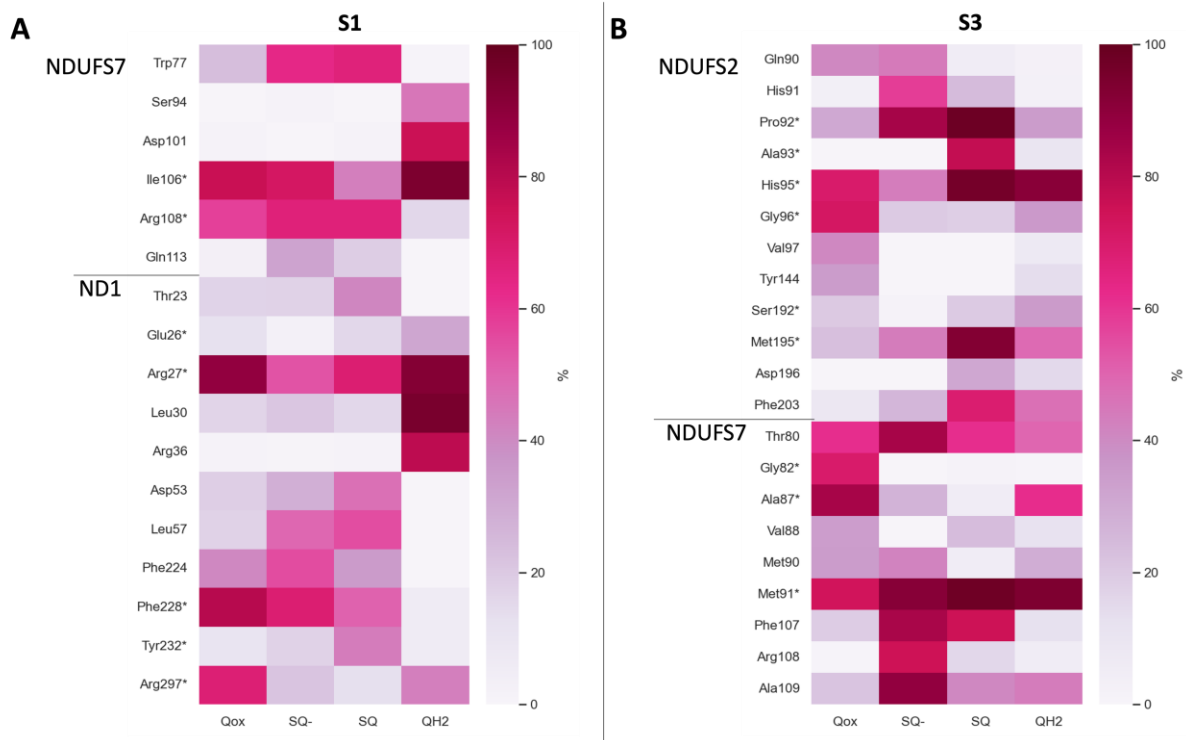 A
S1
NDUFS7
Trp77
Ser94
Asp101
Ile106*
Arg108*
Gln113
ND1
Thr23
Glu26*
Arg27*
Leu30
Arg36
Asp53
Leu57
Phe224
Phe228*
Tyr232*
Arg297*
Qox SQ- SQ QH2
100
80
60
40
20
0
%
B
S3
NDUFS2
Gln90
His91
Pro92*
Ala93*
His95*
Gly96*
Val97
Tyr144
Ser192*
Met195*
Asp196
Phe203
NDUFS7
Thr80
Gly82*
Ala87*
Val88
Met90
Met91*
Phe107
Arg108
Ala109
Qox SQ- SQ QH2
100
80
60
40
20
0
%